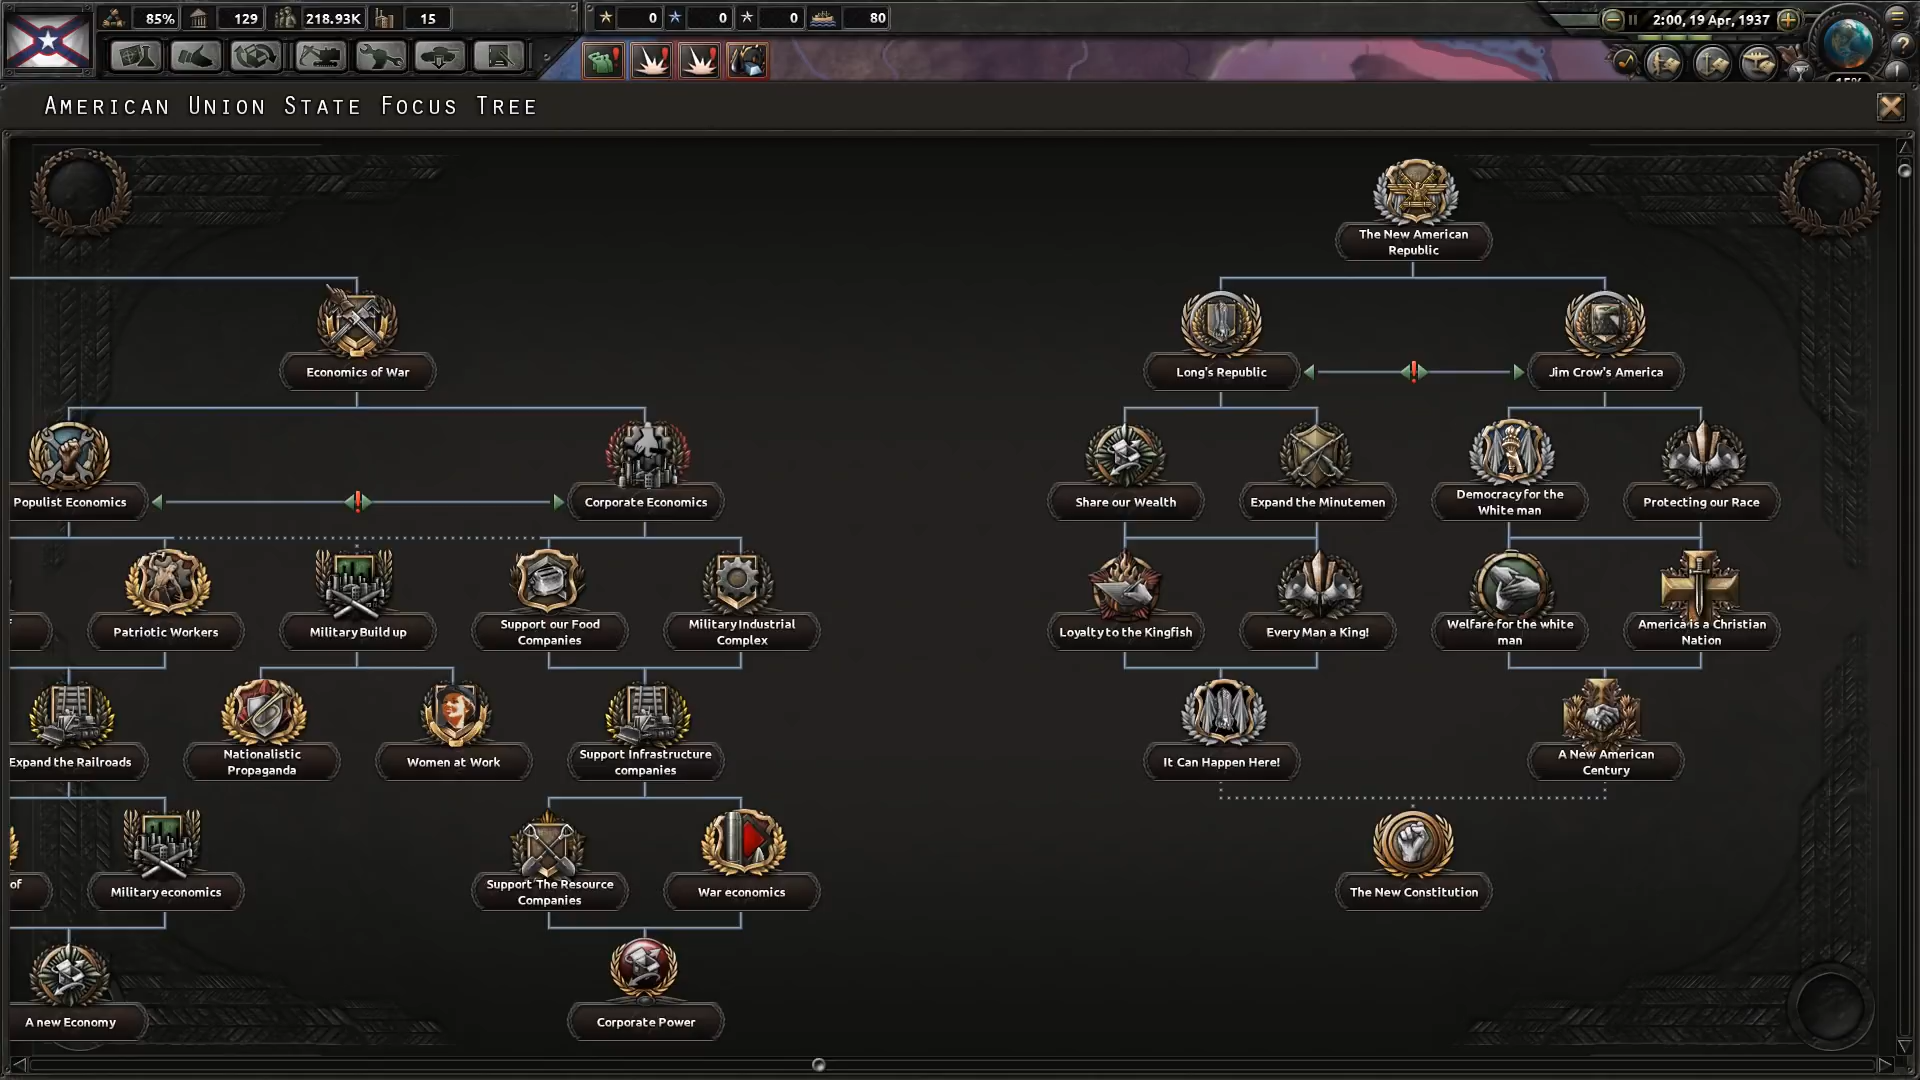 85%
129
218.93K
15
0
0
0
80
2:00, 19 Apr, 1937
American Union State Focus Tree
The New American
Republic
Economics of War
Long's Republic
Jim Crow's America
Populist Economics
Corporate Economics
Share our Wealth
Expand the Minutemen
Democracy for the
White man
Protecting our Race
Patriotic Workers
Military Build up
Support our Food
Companies
Military Industrial
Complex
Loyalty to the Kingfish
Every Man a King!
Welfare for the white
man
America is a Christian
Nation
Expand the Railroads
Nationalistic
Propaganda
Women at Work
Support Infrastructure
companies
It Can Happen Here!
A New American
Century
of
Military economics
Support The Resource
Companies
War economics
The New Constitution
A new Economy
Corporate Power